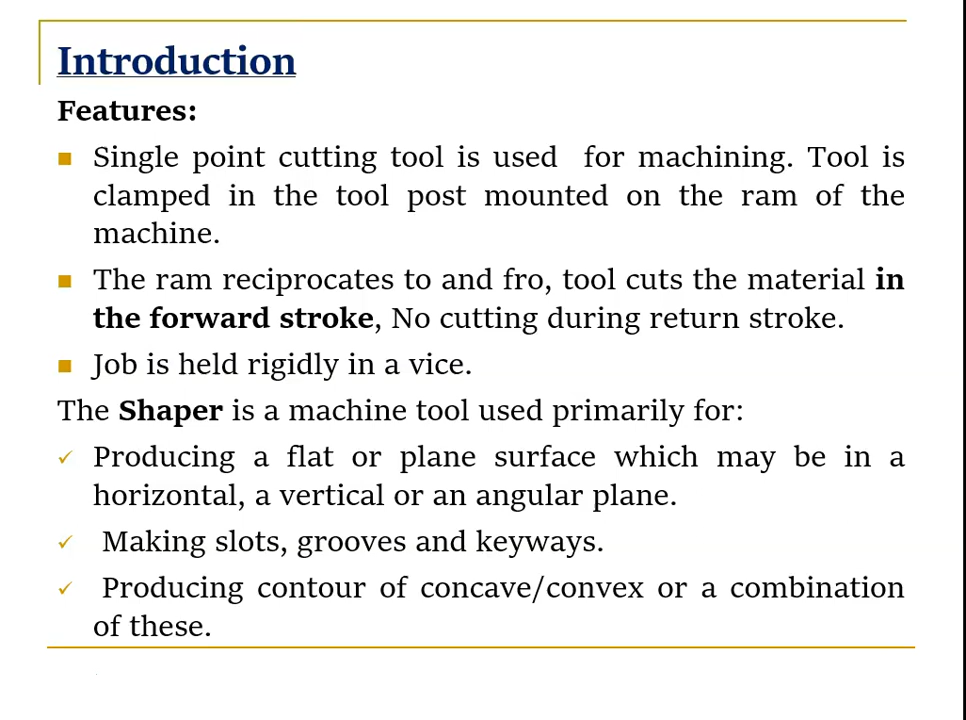 Introduction
Features:
Single point cutting tool is used for machining. Tool is
clamped in the tool post mounted on the ram of the
machine.
The ram reciprocates to and fro, tool cuts the material in
the forward stroke, No cutting during return stroke.
Job is held rigidly in a vice.
The Shaper is a machine tool used primarily for:
Producing a flat or plane surface which may be in a
horizontal, a vertical or an angular plane.
Making slots, grooves and keyways.
Producing contour of concave/convex or a combination
of these.